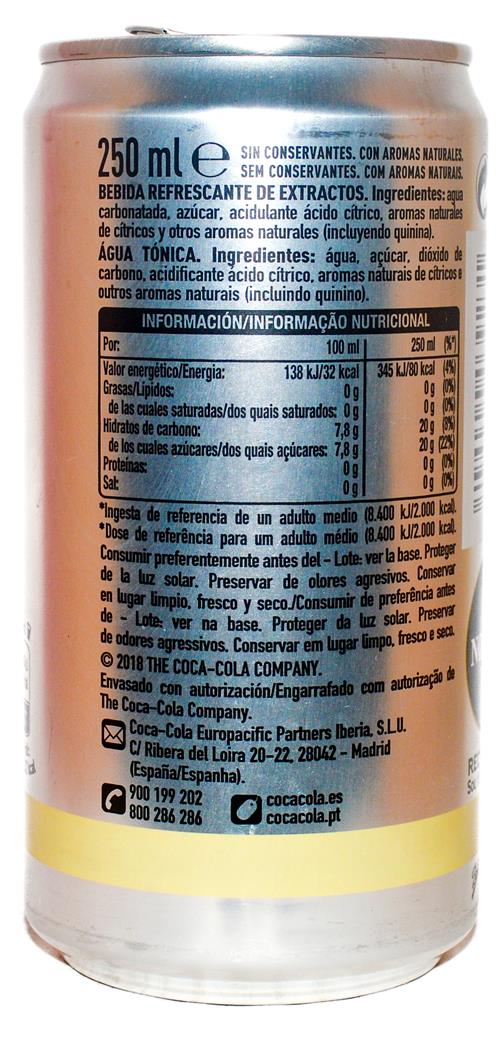 250 ml ℮ SIN CONSERVANTES. CON AROMAS NATURALES.
SEM CONSERVANTES. COM AROMAS NATURAIS.
BEBIDA REFRESCANTE DE EXTRACTOS. Ingredientes: agua
carbonatada, azúcar, acidulante ácido cítrico, aromas naturales
de cítricos y otros aromas naturales (incluyendo quinina).
ÁGUA TÓNICA. Ingredientes: água, açúcar, dióxido de
carbono, acidificante ácido cítrico, aromas naturais de citricos e
outros aromas naturais (incluindo quinino).
INFORMACIÓN/INFORMAÇÃO NUTRICIONAL
Por: 100 ml 250 ml (%*)
Valor energético/Energia: 138 kJ/32 kcal 345 kJ/80 kcal (4%)
Grasas/Lípidos: 0 g 0 g (0%)
de las cuales saturadas/dos quais saturados: 0 g 0 g (0%)
Hidratos de carbono: 7,8 g 20 g (8%)
de los cuales azúcares/dos quais açúcares: 7,8 g 20 g (22%)
Proteínas: 0 g 0 g (0%)
Sal: 0 g 0 g (0%)
*Ingesta de referencia de un adulto medio (8.400 kJ/2.000 kcal).
*Dose de referência para um adulto médio (8.400 kJ/2.000 kcal).
Consumir preferentemente antes del - Lote: ver la base. Proteger
de la luz solar. Preservar de olores agresivos. Conservar
en lugar limpio, fresco y seco./Consumir de preferência antes
de - Lote: ver na base. Proteger da luz solar. Preservar
de odores agressivos. Conservar em lugar limpo, fresco e seco.
© 2018 THE COCA-COLA COMPANY.
Envasado con autorización/Engarrafado com autorização de
The Coca-Cola Company.
Coca-Cola Europacific Partners Iberia, S.L.U.
C/ Ribera del Loira 20-22, 28042 - Madrid
(España/Espanha).
900 199 202 cocacola.es
800 286 286 cocacola.pt